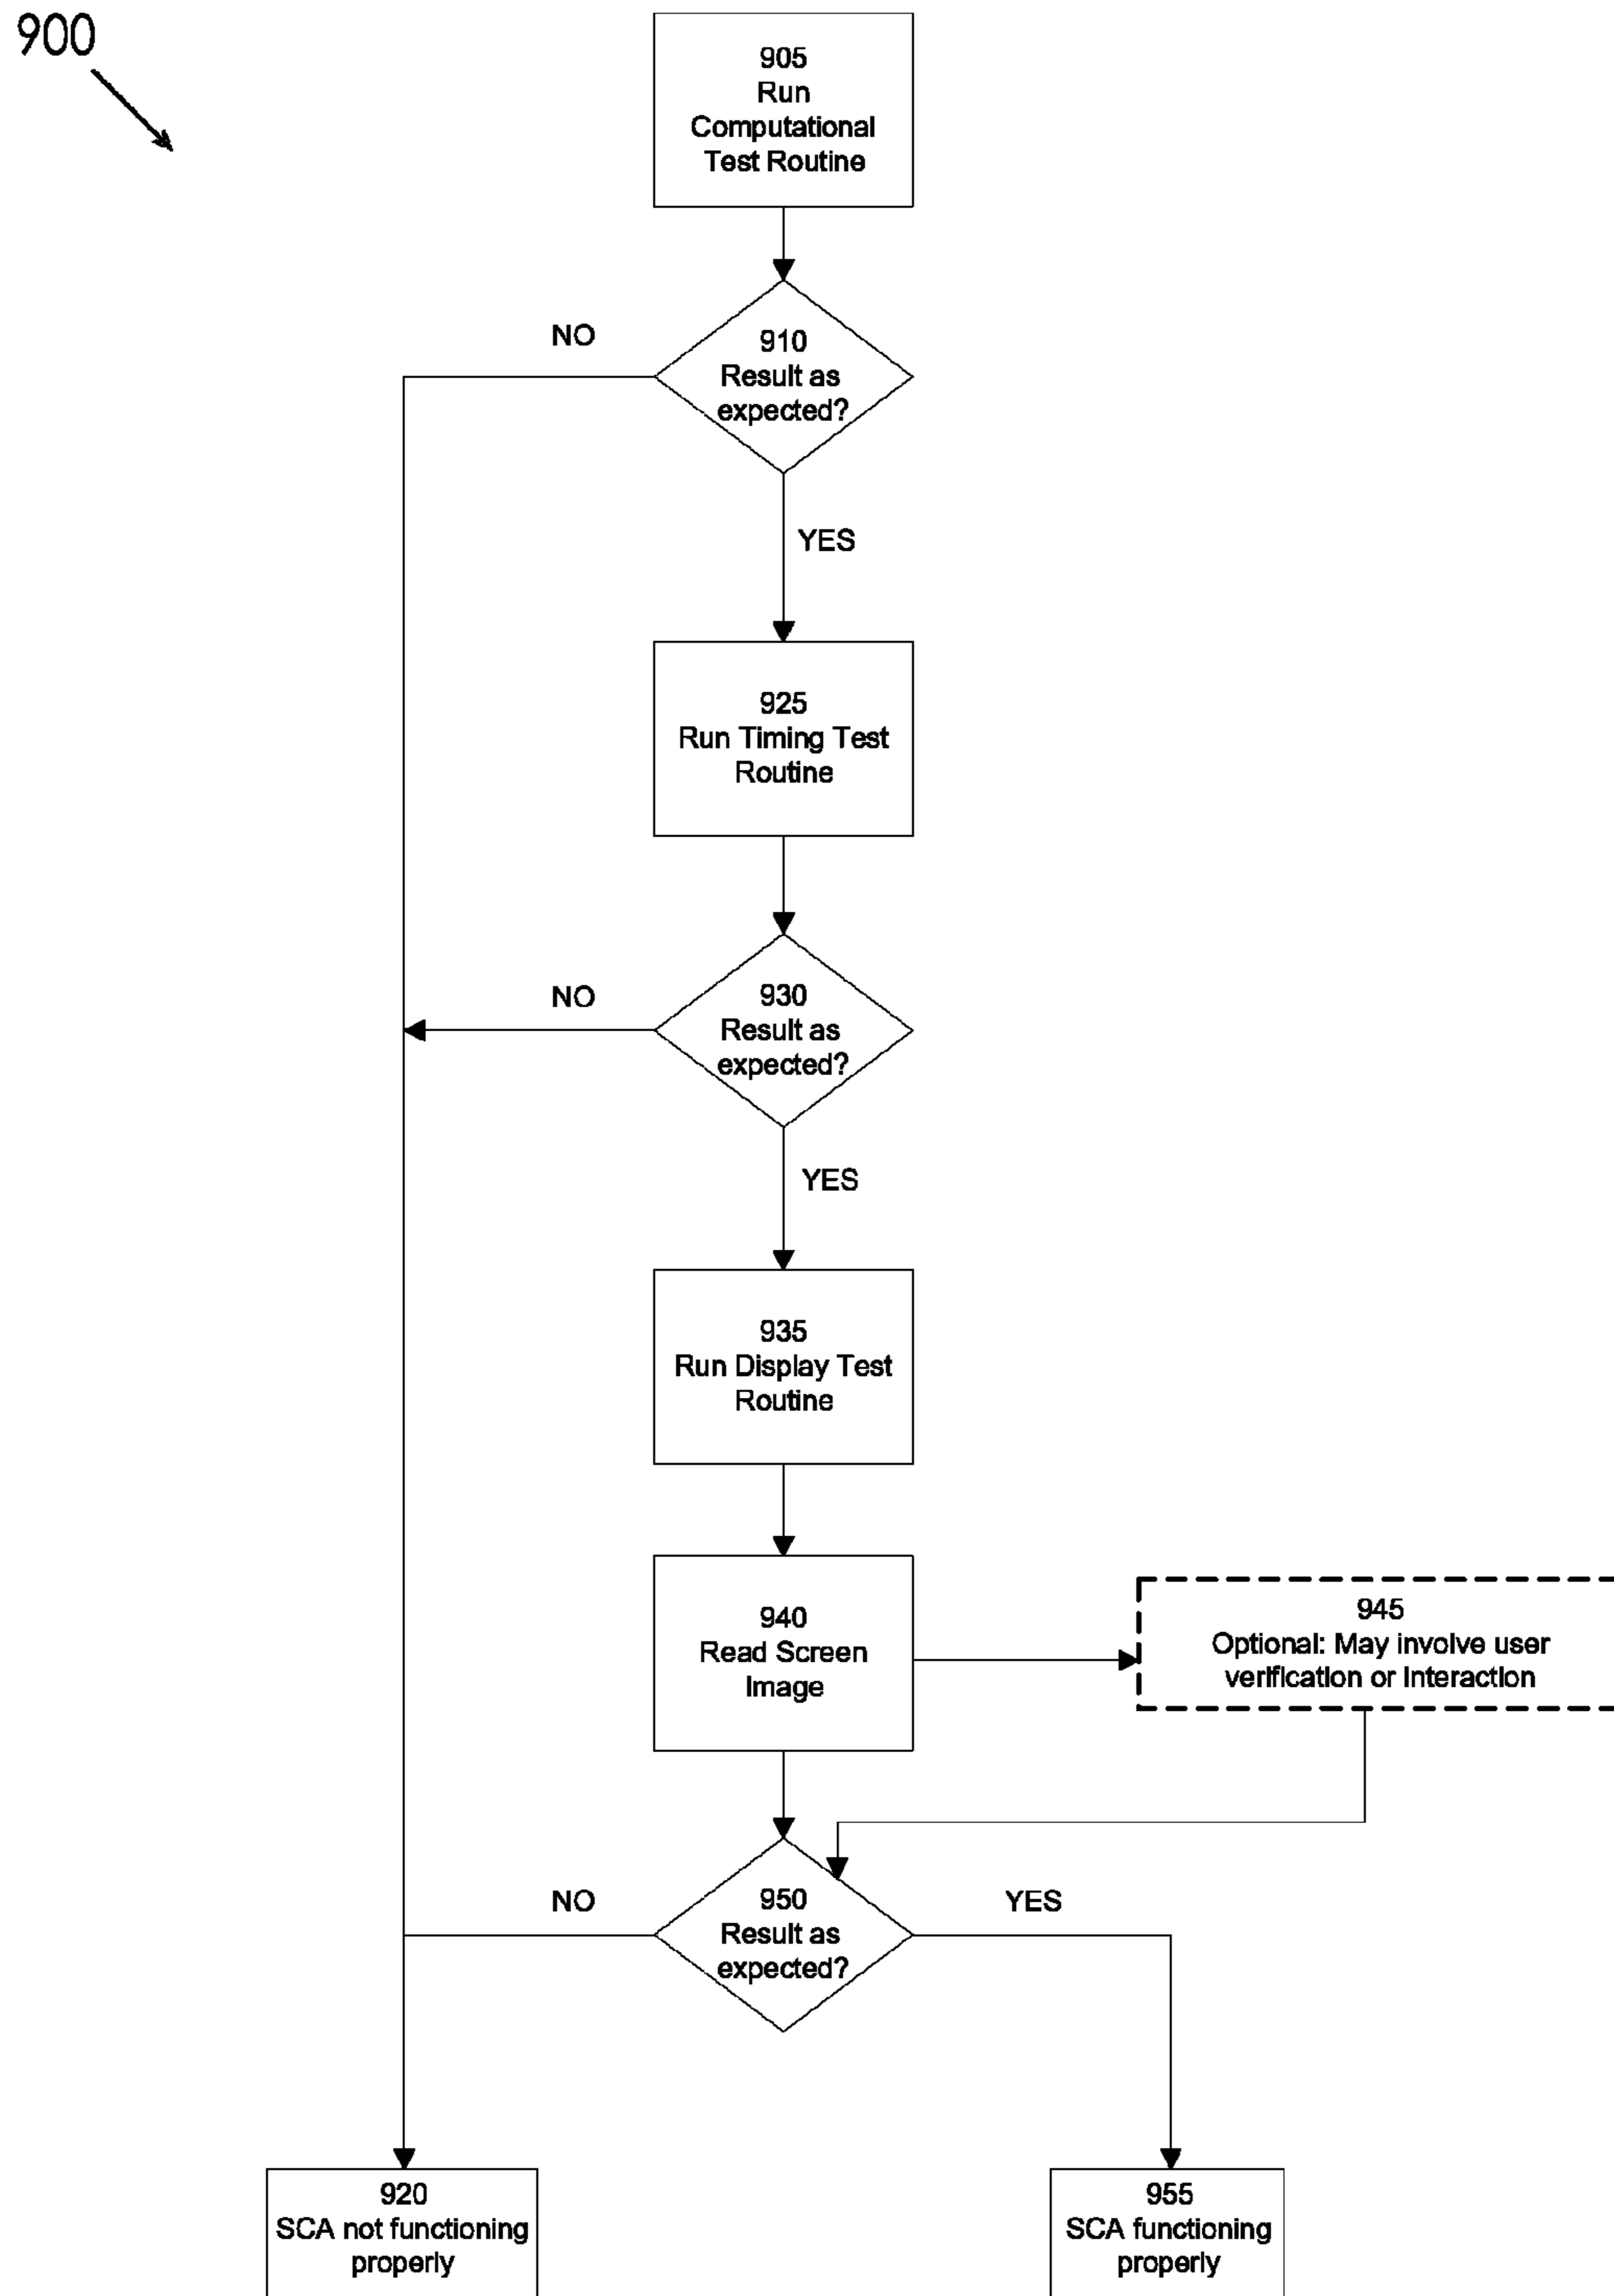 900
905
Run
Computational
Test Routine
NO
910
Result as
expected?
YES
925
Run Timing Test
Routine
NO
930
Result as
expected?
YES
935
Run Display Test
Routine
940
Read Screen
Image
945
Optional: May involve user
verification or Interaction
NO
950
Result as
expected?
YES
920
SCA not functioning
properly
955
SCA functioning
properly